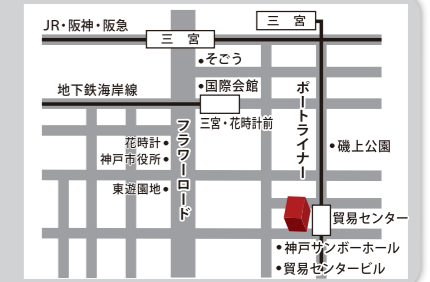 JR・阪神・阪急
三　宮
三　宮
そごう
国際会館
地下鉄海岸線
三宮・花時計前
ポートライナー
フラワーロード
花時計
神戸市役所
磯上公園
東遊園地
貿易センター
神戸サンボーホール
貿易センタービル